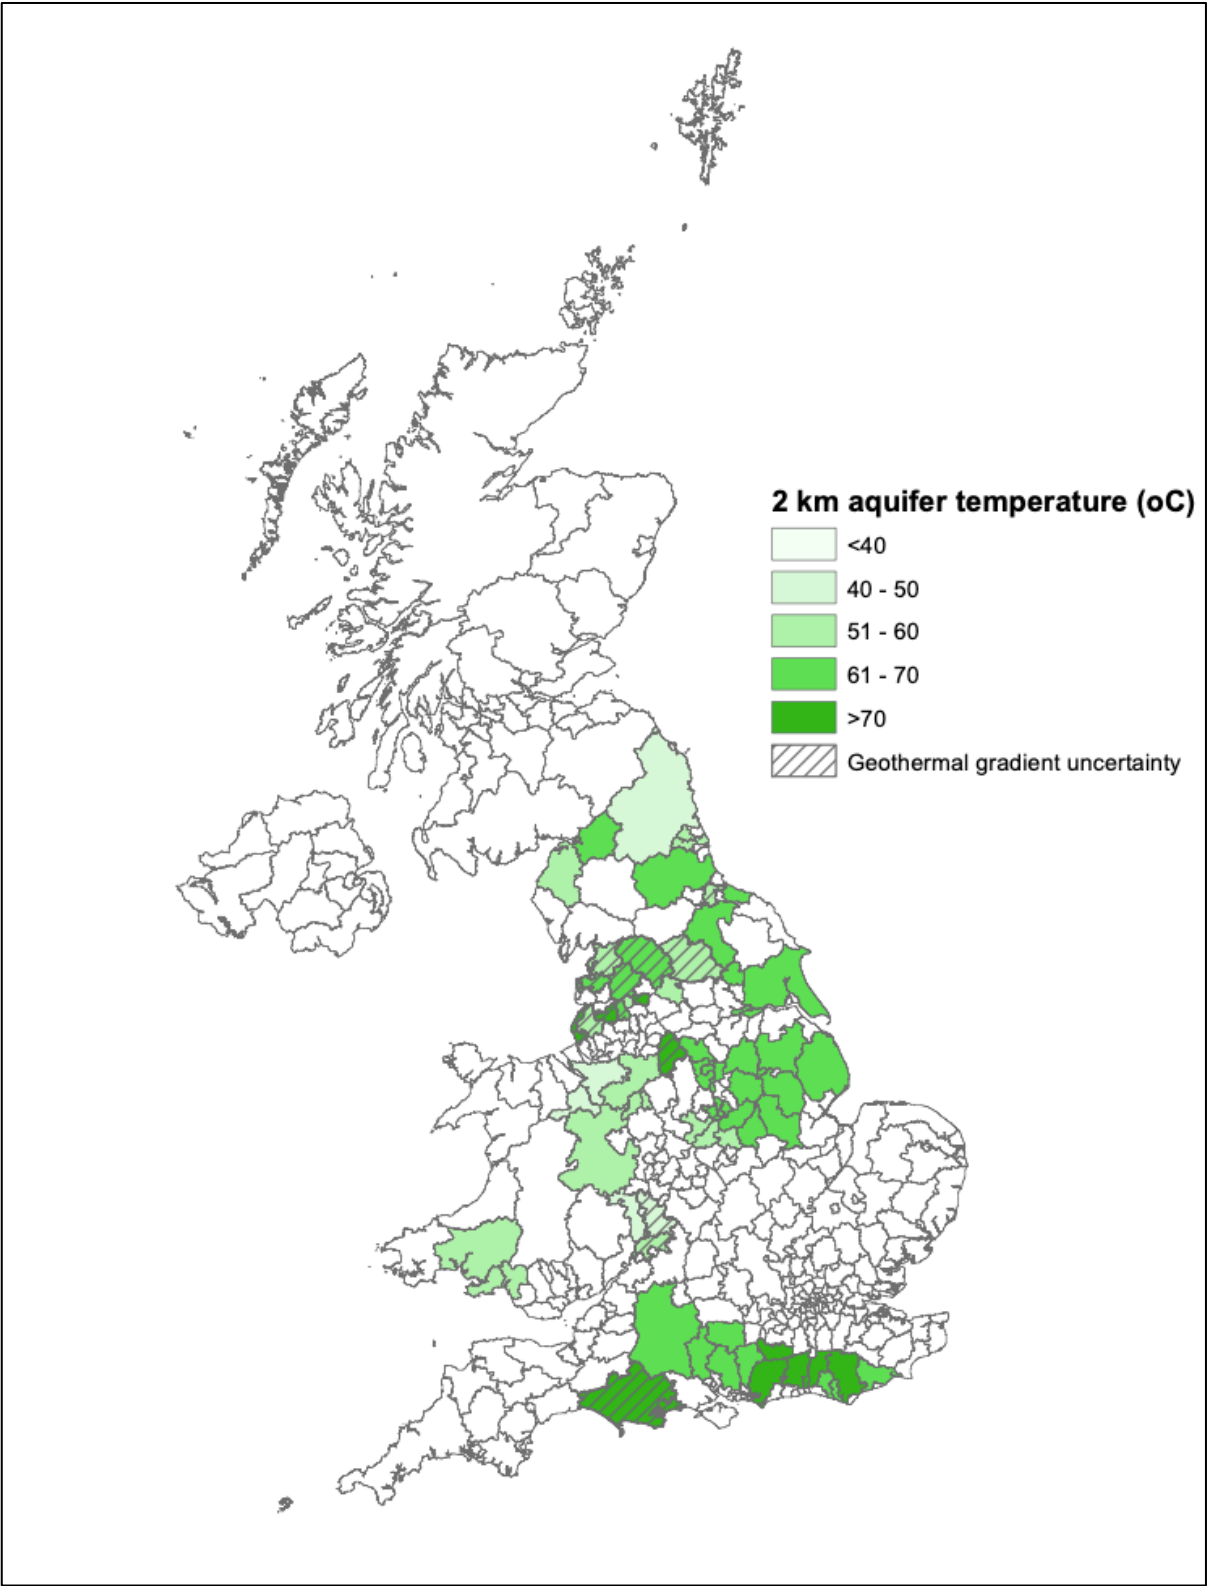 2 km aquifer temperature (oC)
<40
40 - 50
51 - 60
61 - 70
>70
Geothermal gradient uncertainty